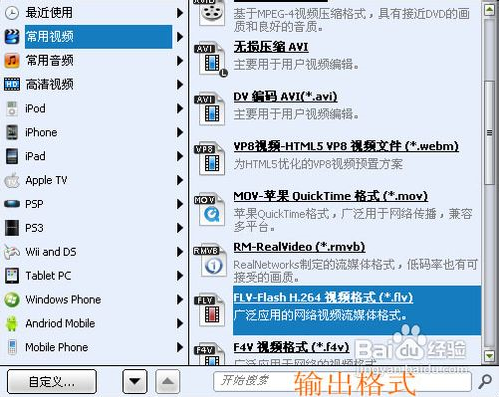 最近使用
常用视频
常用音频
高清视频
iPod
iPhone
iPad
Apple TV
PSP
PS3
Wii and DS
Tablet PC
Windows Phone
Andriod Mobile
Mobile Phone
自定义...
基于MPEG-4视频压缩格式，具有接近DVD的画
质和良好的音质。
AVI
无损压缩 AVI
主要用于用户视频编辑。
AVI
DV 编码 AVI(*.avi)
主要用于用户视频编辑。
VP8
VP8视频-HTML5 VP8 视频文件 (*.webm)
为HTML5优化的VP8视频预置方案
MOV
MOV-苹果 QuickTime 格式(*.mov)
苹果QuickTime格式，广泛用于网络传播，兼容
多平台。
RMVB
RM-RealVideo (*.rmvb)
RealNetworks制定的流媒体格式，低码率也有可
接受的画质。
FLV
FLV-Flash H.264 视频格式 (*.flv)
广泛应用的网络视频流媒体格式。
F4V
F4V 视频格式 (*.f4v)
广泛应用于网络的视频格式
开始搜索
输出格式
Baidu 经验
jingyan.baidu.com